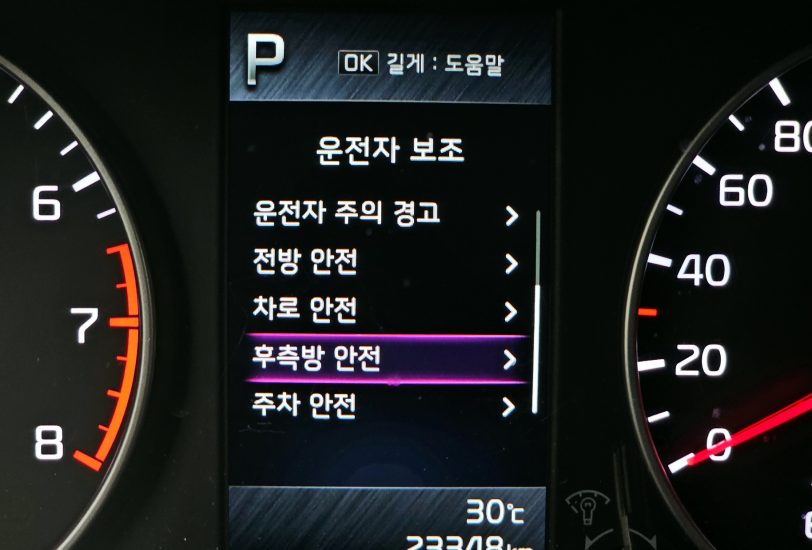 P
OK 길게 : 도움말
운전자 보조
운전자 주의 경고
전방 안전
차로 안전
후측방 안전
주차 안전
30℃
23348km
6
7
8
80
60
40
20
0